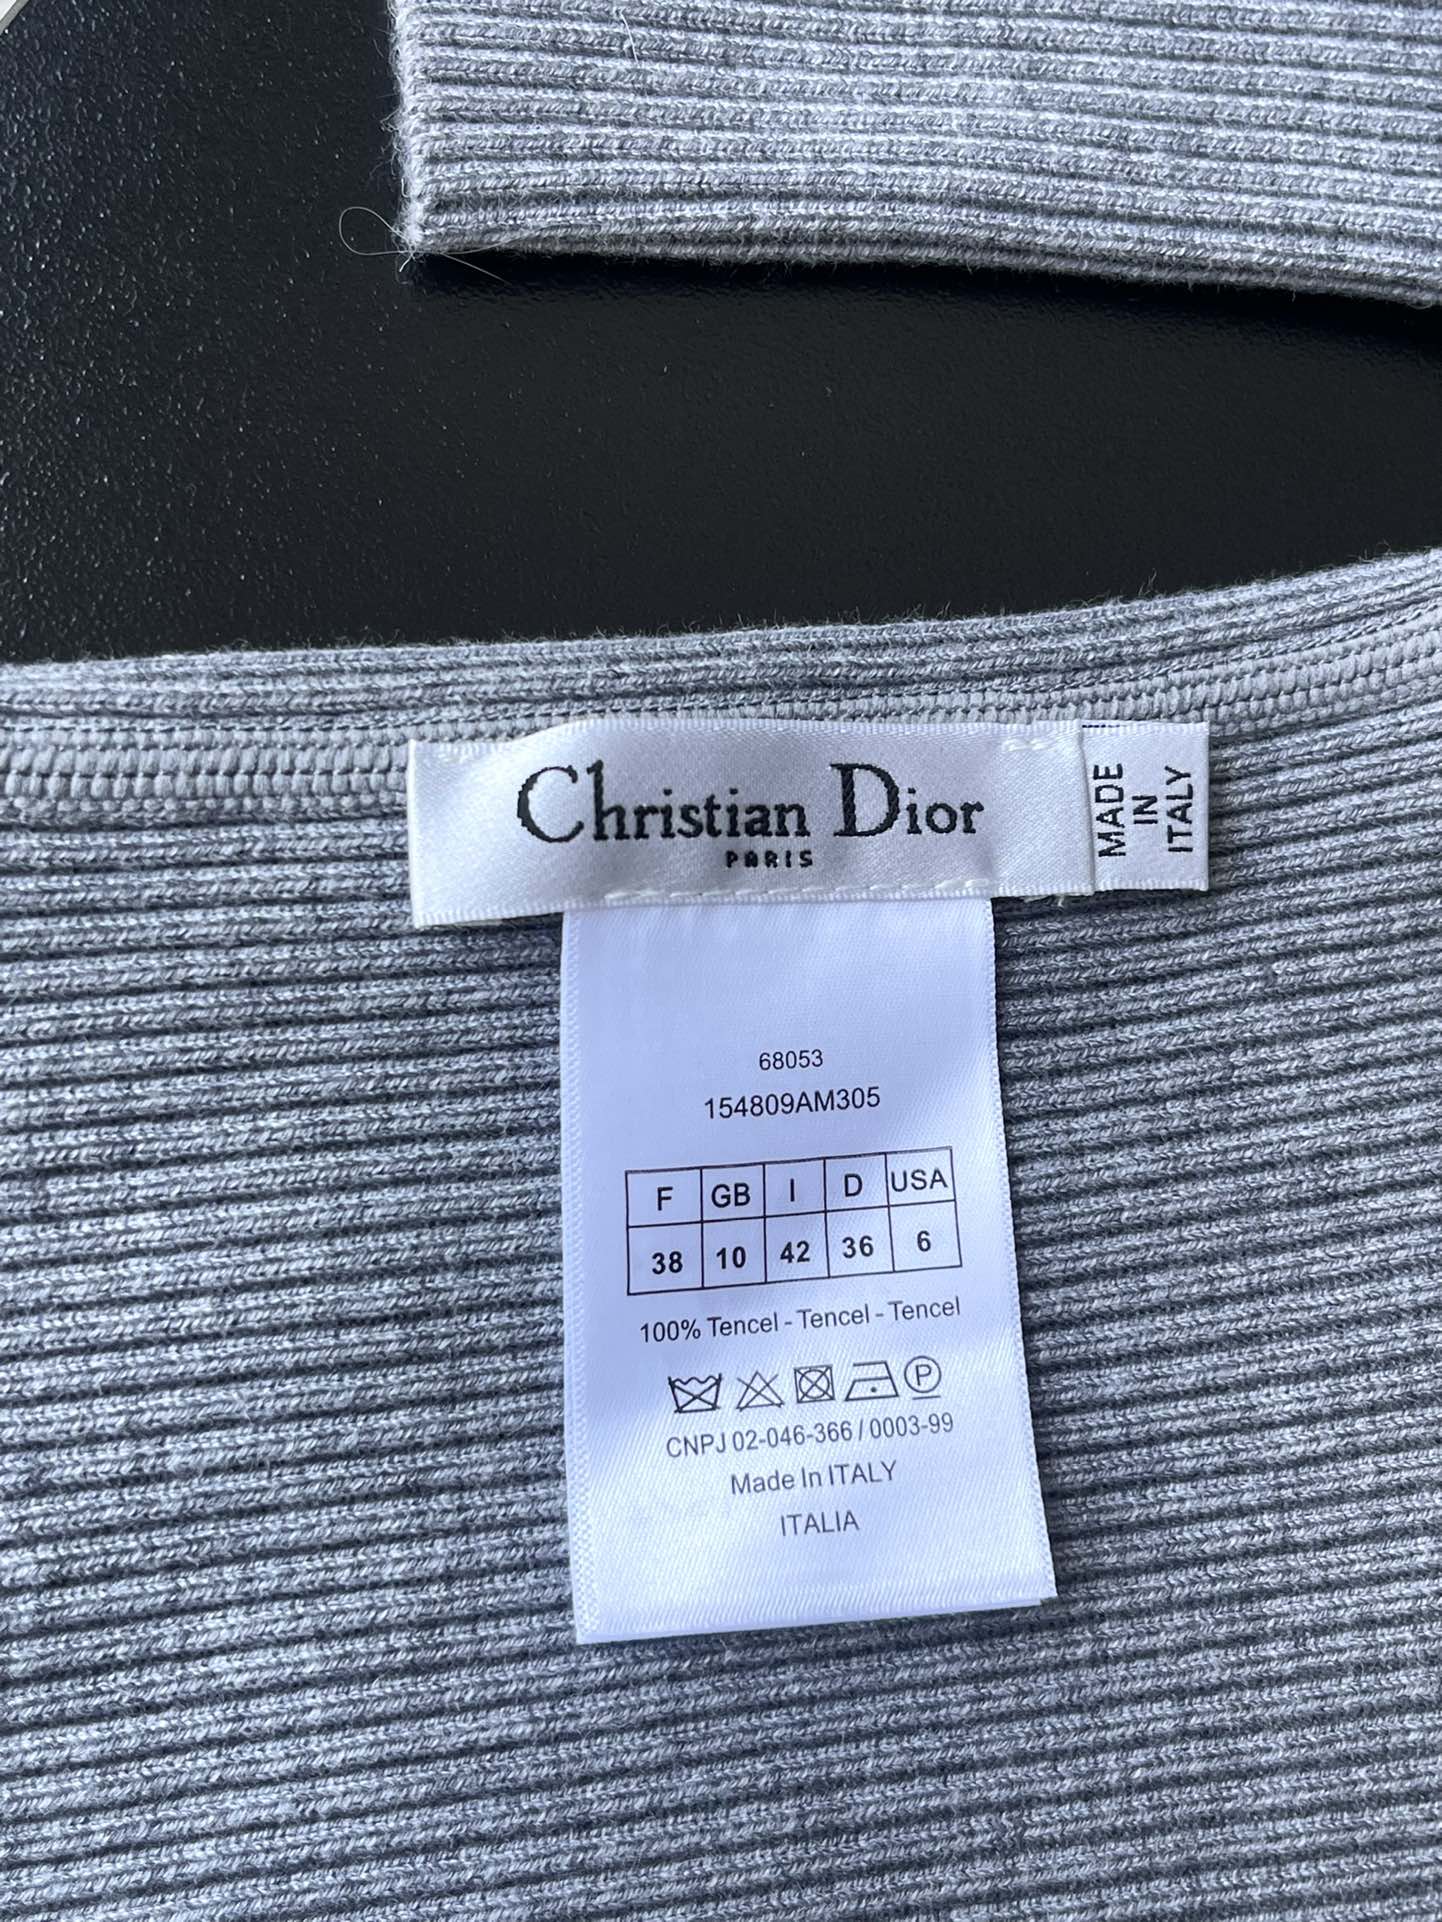 Christian Dior
PARIS
MADE
IN
ITALY
68053
154809AM305
F GB I D USA
38 10 42 36 6
100% Tencel - Tencel - Tencel
P
CNPJ 02-046-366 / 0003-99
Made In ITALY
ITALIA